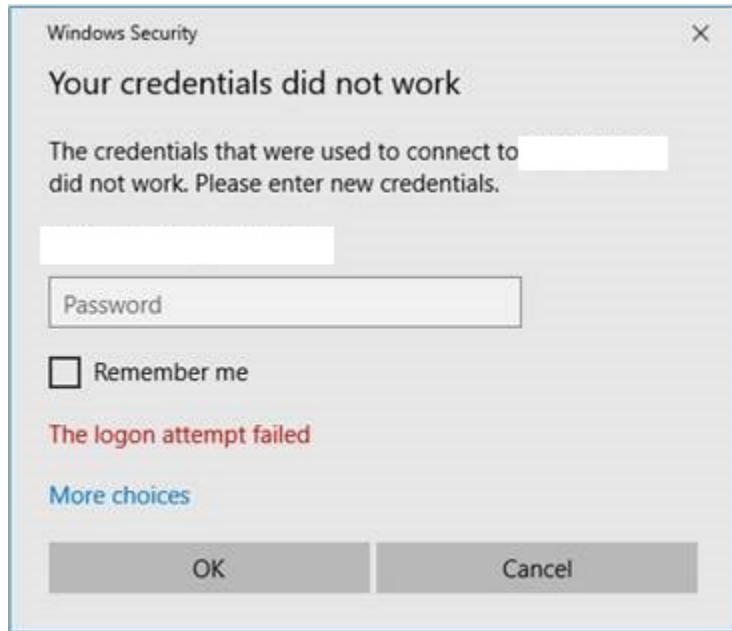 Windows Security
Your credentials did not work
The credentials that were used to connect to
did not work. Please enter new credentials.
Password
Remember me
The logon attempt failed
More choices
OK
Cancel